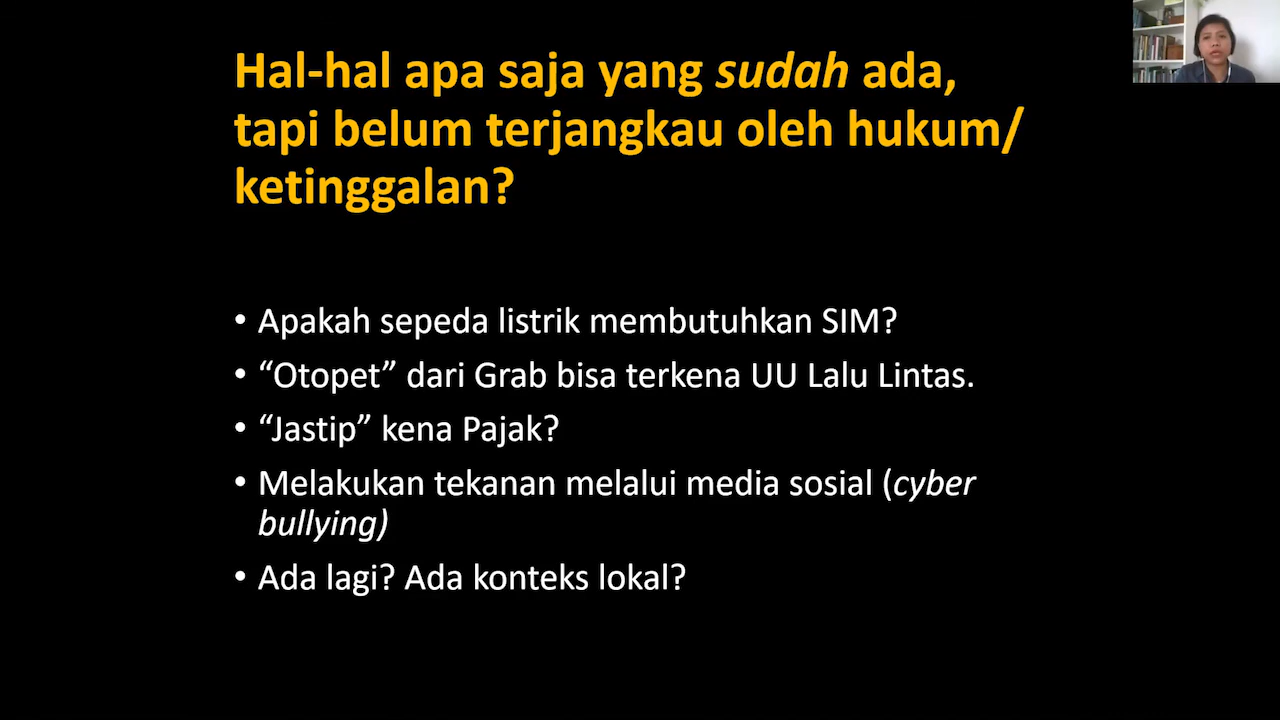 Hal-hal apa saja yang sudah ada,
tapi belum terjangkau oleh hukum/
ketinggalan?
• Apakah sepeda listrik membutuhkan SIM?
• “Otopet” dari Grab bisa terkena UU Lalu Lintas.
• “Jastip” kena Pajak?
• Melakukan tekanan melalui media sosial (cyber
bullying)
• Ada lagi? Ada konteks lokal?